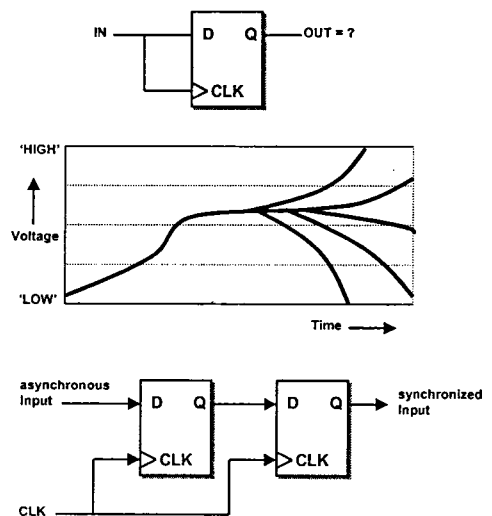 IN D Q OUT = ?
CLK
'HIGH'
Voltage
'LOW'
Time
asynchronous
Input
D Q
D Q
synchronized
Input
CLK
CLK
CLK